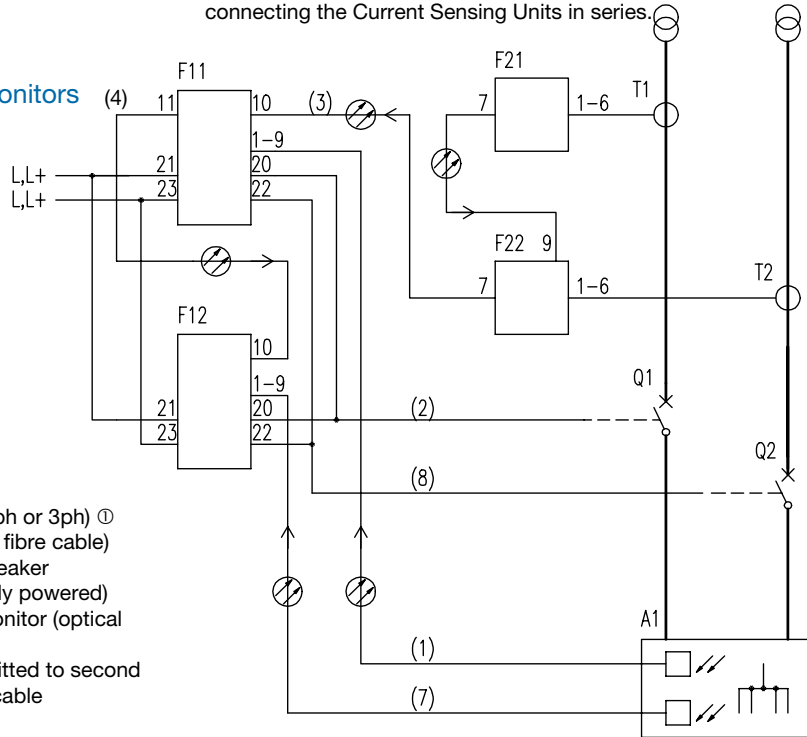 connecting the Current Sensing Units in series.
F11
F21
T1
onitors
(4)
11
10
(3)
7
1-6
1-9
L,L+
21
20
L,L+
23
22
F22
9
T2
7
1-6
F12
10
1-9
Q1
21
20
(2)
23
22
Q2
(8)
ph or 3ph) ①
fibre cable)
eaker
ly powered)
onitor (optical
A1
(1)
itted to second
cable
(7)